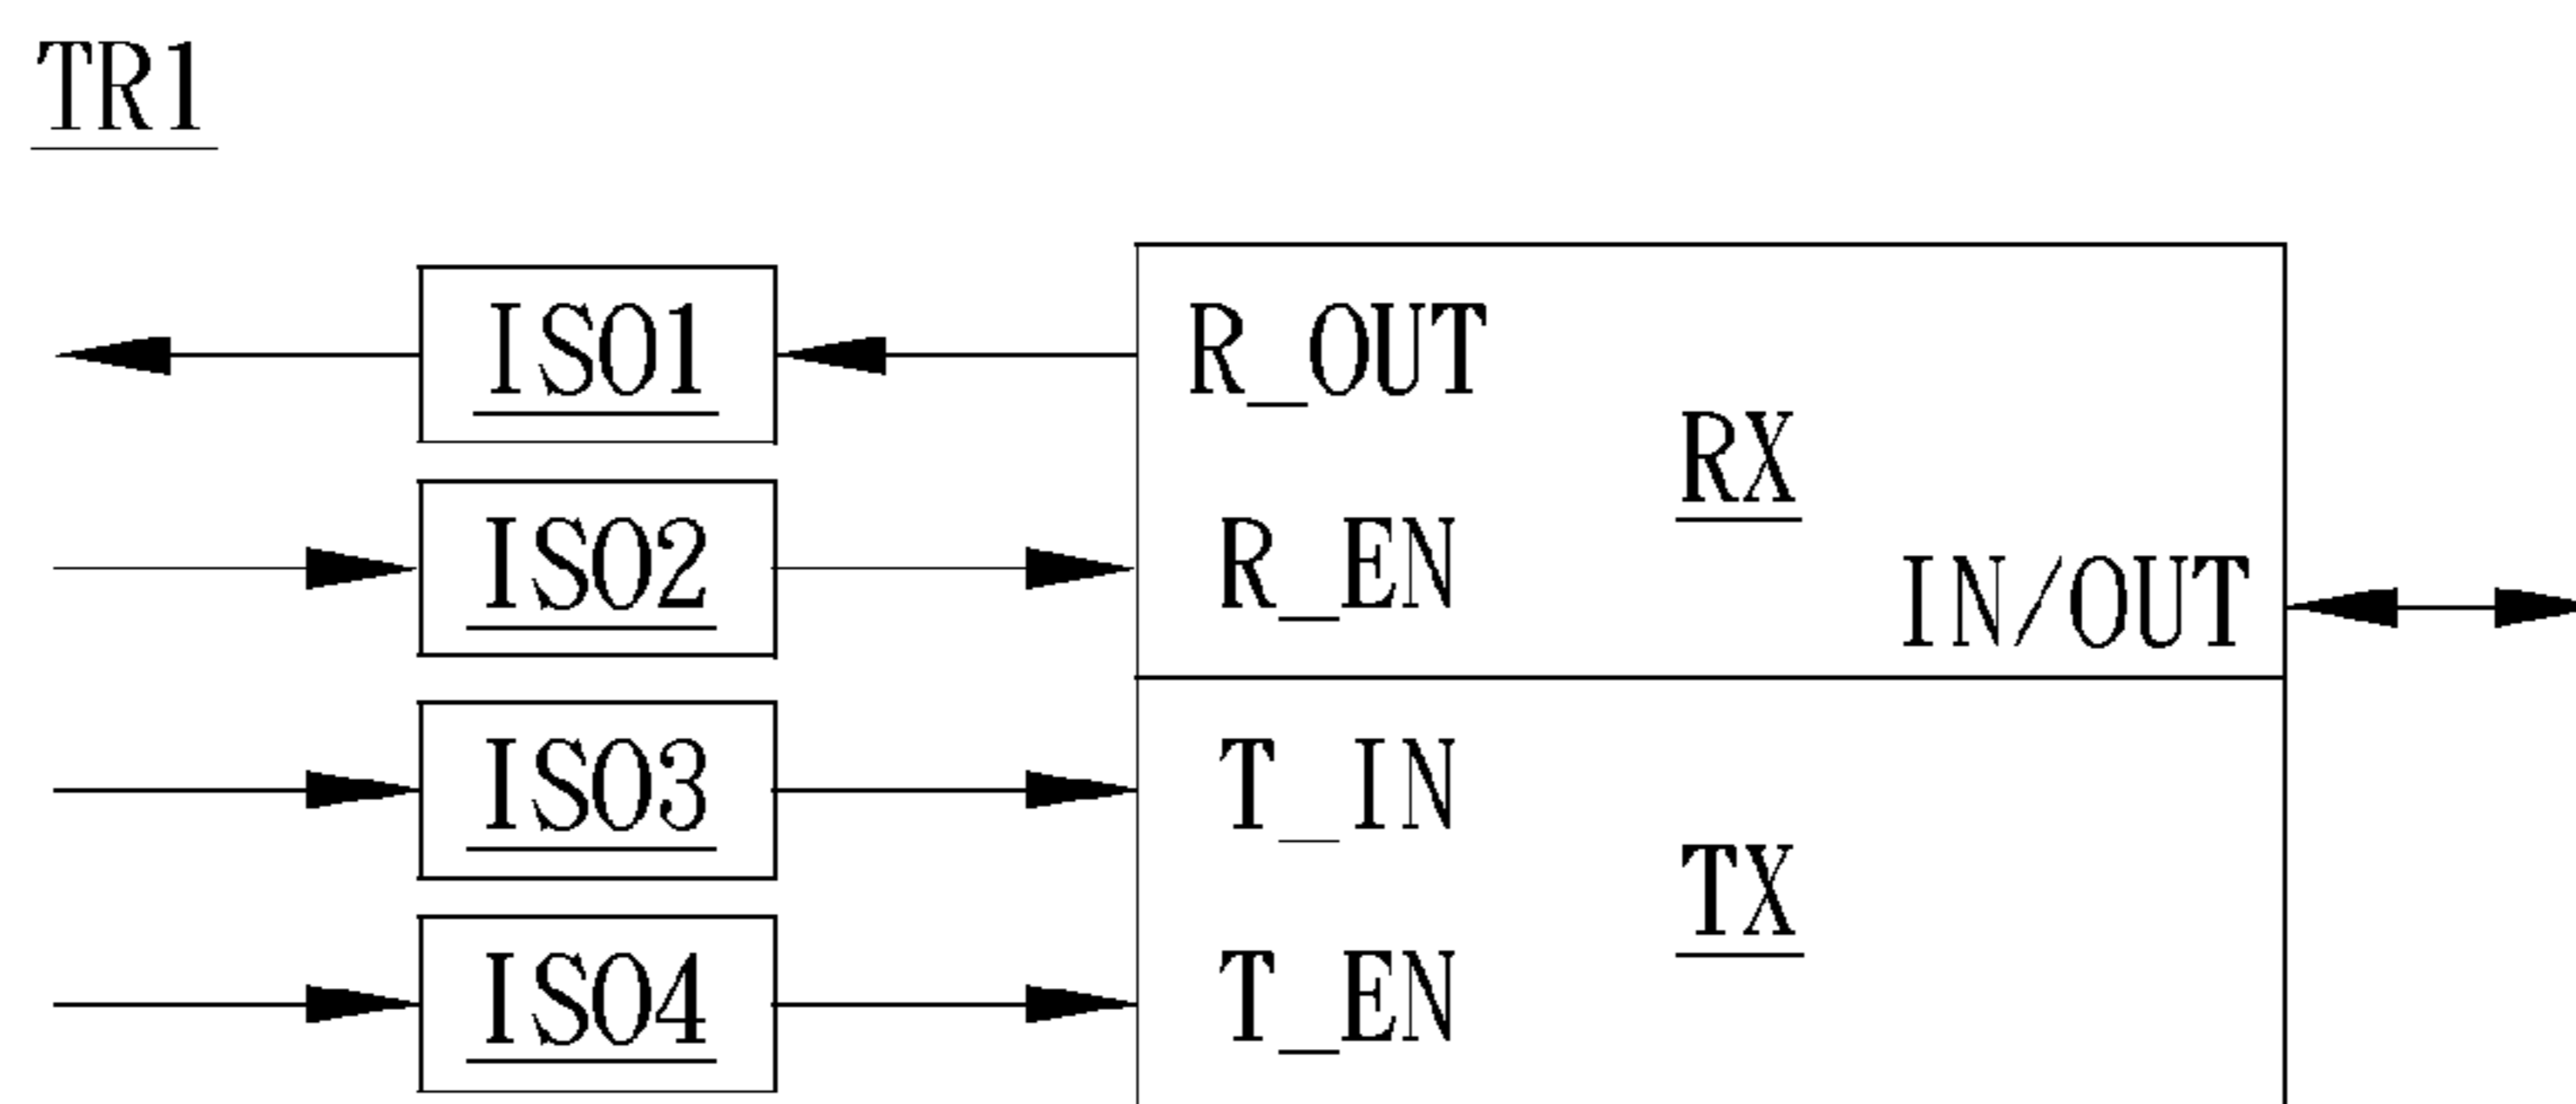 TR1
ISO1
R_OUT
RX
ISO2
R_EN
IN/OUT
ISO3
T_IN
TX
ISO4
T_EN